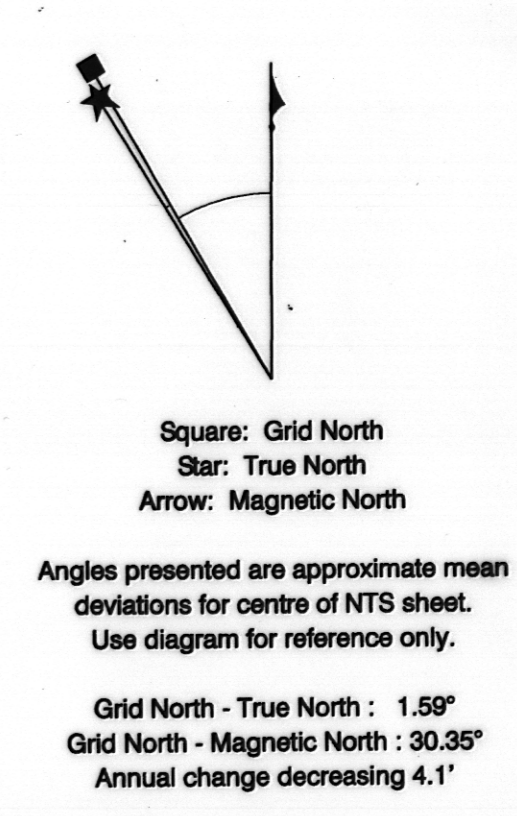 Square: Grid North
Star: True North
Arrow: Magnetic North
Angles presented are approximate mean
deviations for centre of NTS sheet.
Use diagram for reference only.
Grid North - True North : 1.59°
Grid North - Magnetic North : 30.35°
Annual change decreasing 4.1'